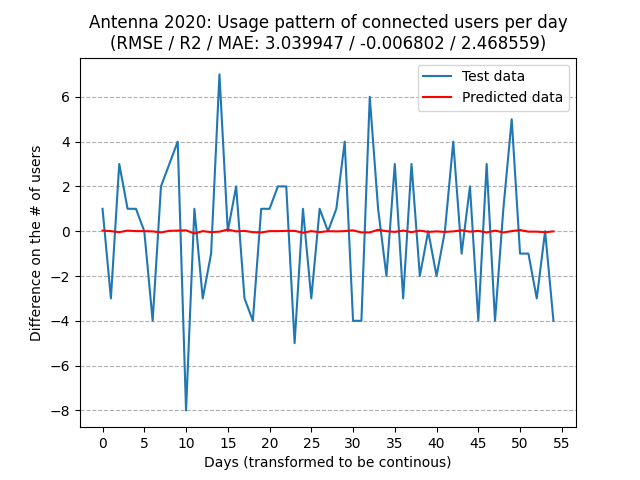 Antenna 2020: Usage pattern of connected users per day
(RMSE / R2 / MAE: 3.039947 / -0.006802 / 2.468559)
Test data
Predicted data
Difference on the # of users
6
4
2
0
−2
−4
−6
−8
0 5 10 15 20 25 30 35 40 45 50 55
Days (transformed to be continous)